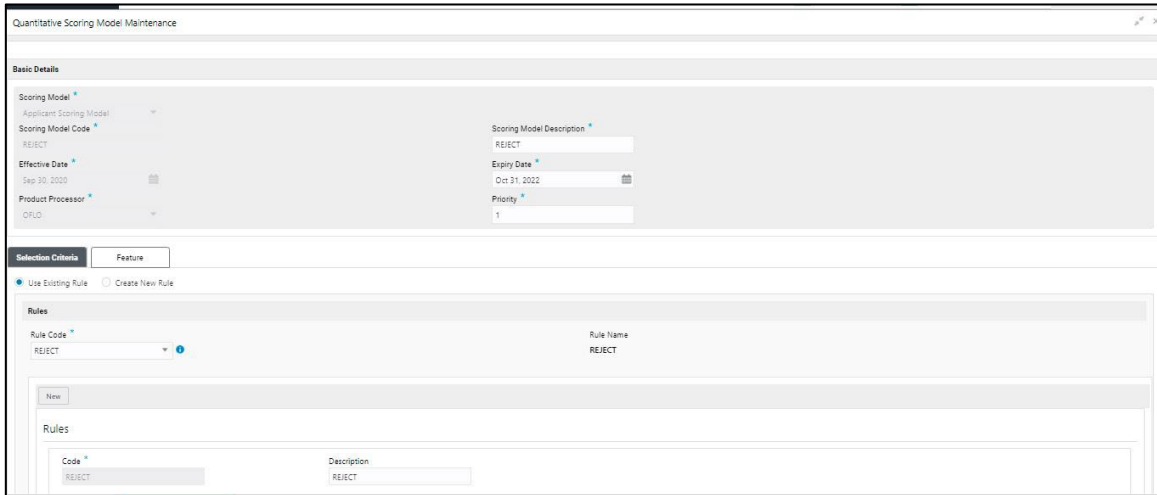 Quantitative Scoring Model Maintenance
Basic Details
Scoring Model *
Applicant Scoring Model
Scoring Model Code * Scoring Model Description *
REJECT REJECT
Effective Date * Expiry Date *
Sep 30, 2020 Oct 31, 2022
Product Processor * Priority *
OFLO 1
Selection Criteria Feature
Use Existing Rule Create New Rule
Rules
Rule Code * Rule Name
REJECT REJECT
New
Rules
Code * Description
REJECT REJECT